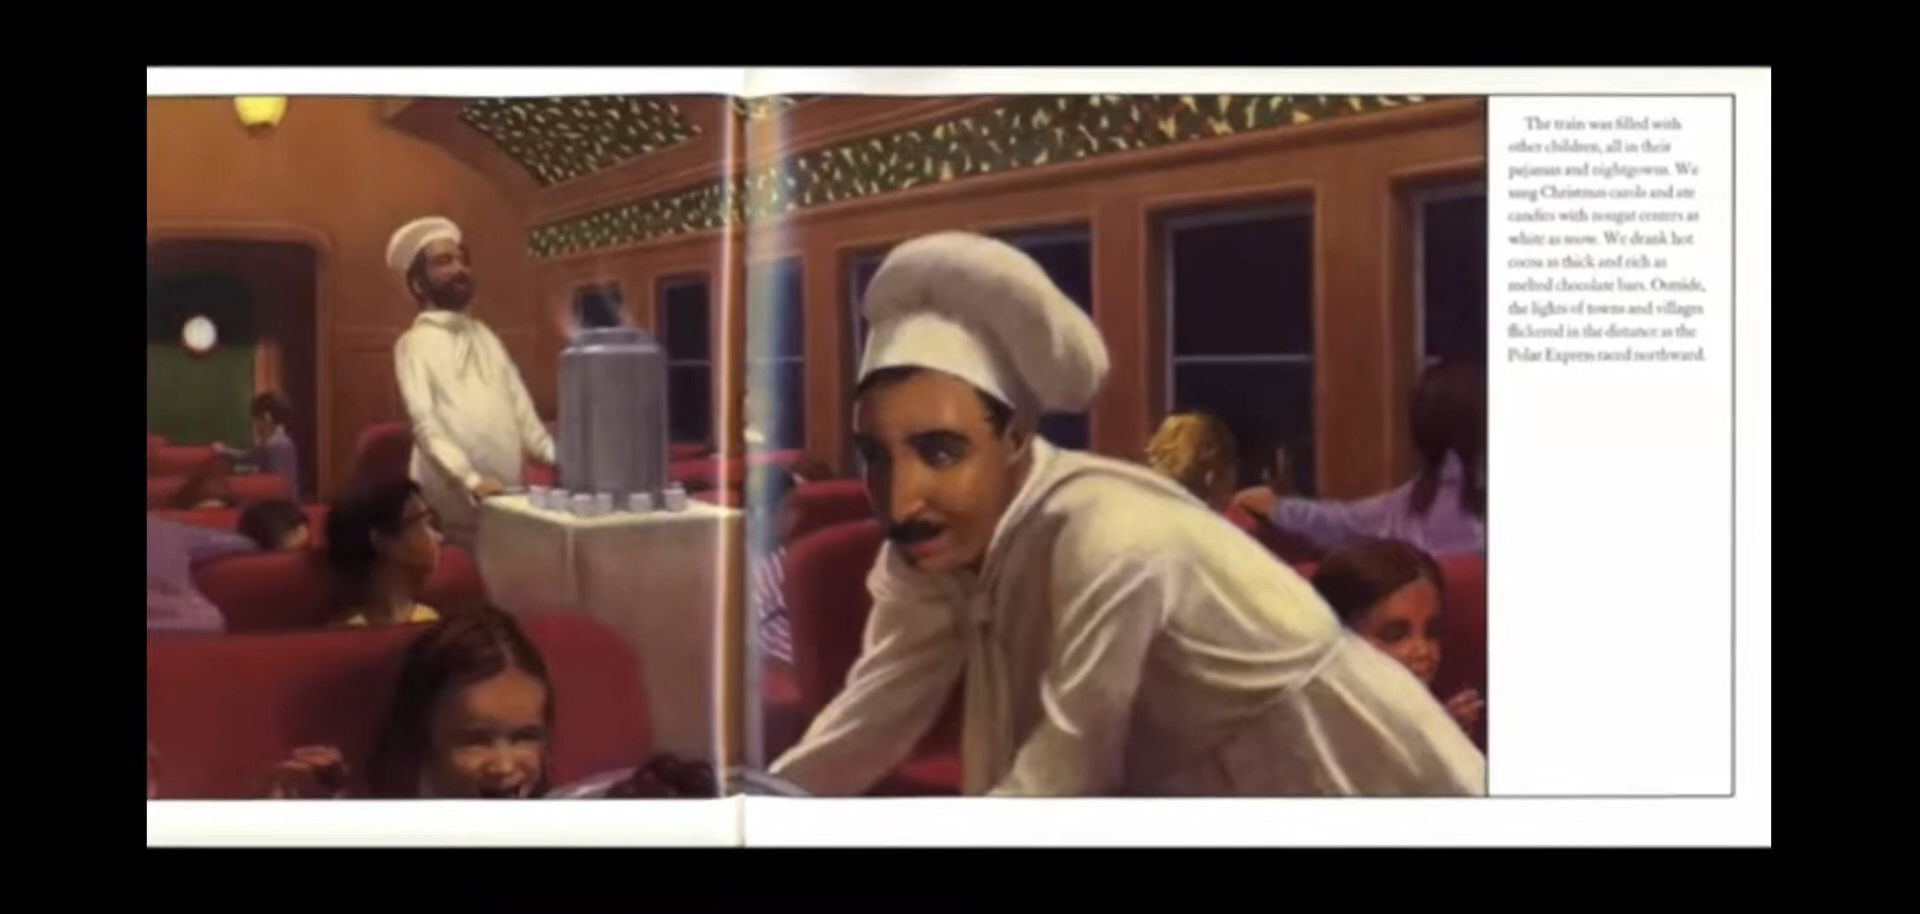 The train was filled with
other children, all in their
pajamas and nightgowns. We
sang Christmas carols and ate
candies with nougat centers as
white as snow. We drank hot
cocoa as thick and rich as
melted chocolate bars. Outside,
the lights of towns and villages
flickered in the distance as the
Polar Express raced northward.